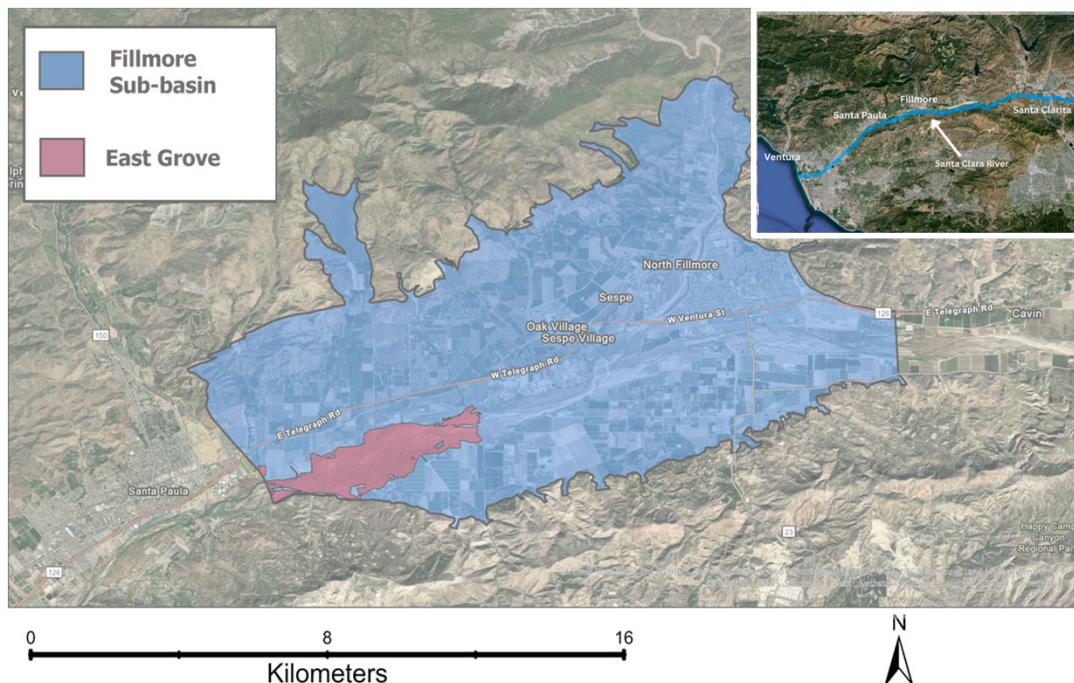 Fillmore
Sub-basin
East Grove
Fillmore
Santa Paula
Santa Clarita
Ventura
Santa Clara River
North Fillmore
Sespe
Oak Village
Sespe Village
W Ventura St
126
E Telegraph Rd
Cavin
150
W Telegraph Rd
E Telegraph Rd
Santa Paula
126
23
Happy Camp
Canyon
Regional Par
0
8
16
Kilometers
N